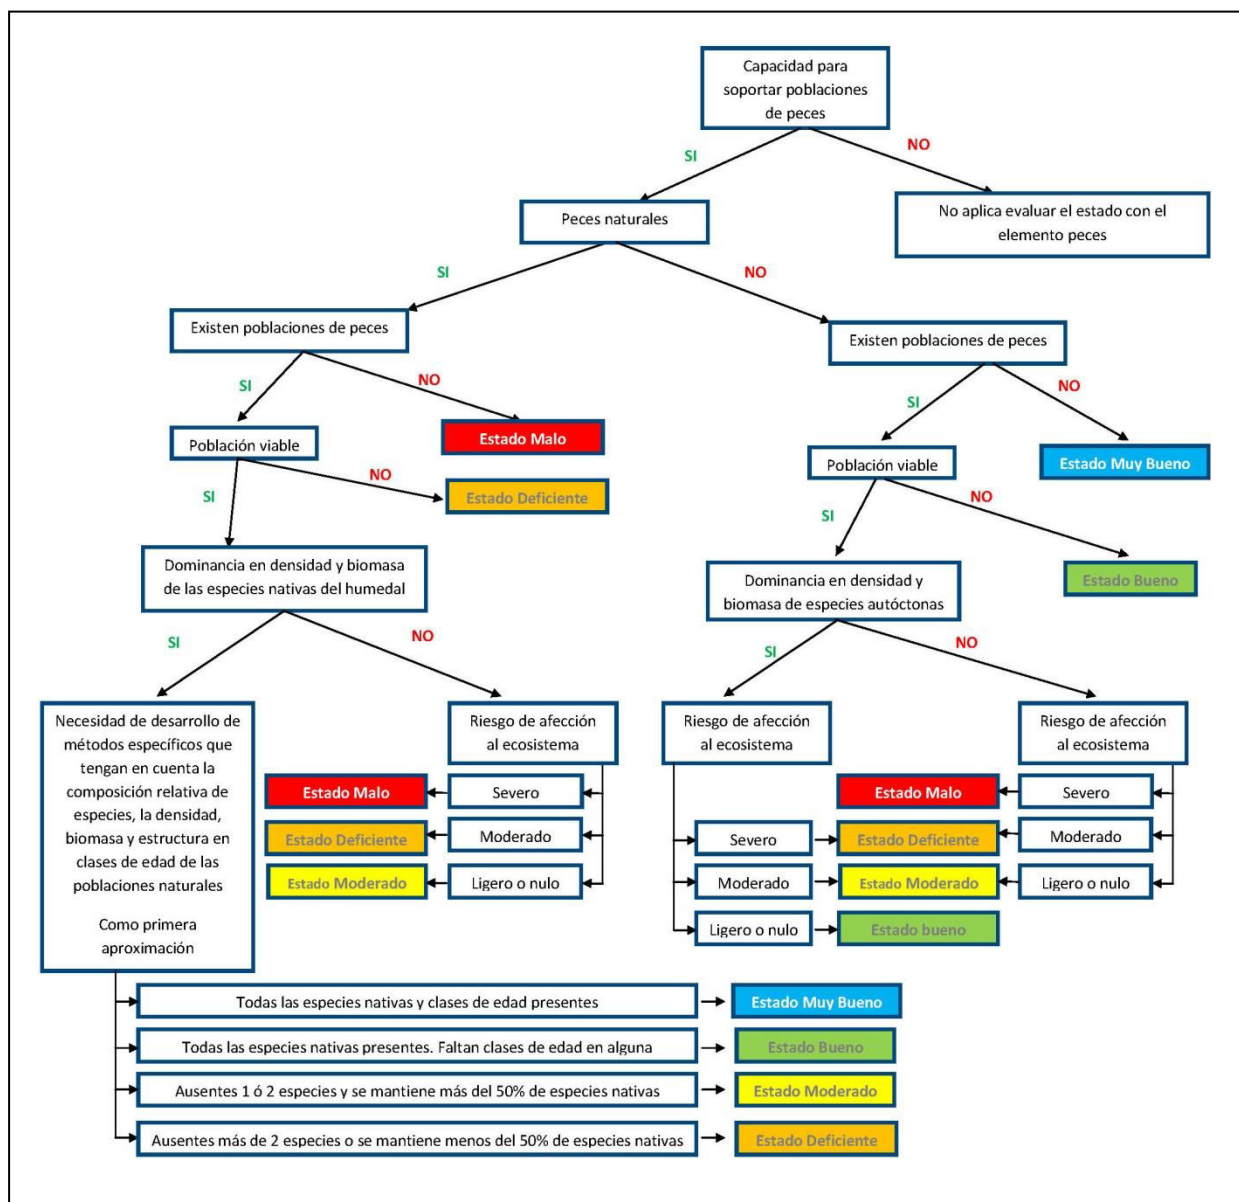 Capacidad para
soportar poblaciones
de peces
SI
NO
Peces naturales
No aplica evaluar el estado con el
elemento peces
SI
NO
Existen poblaciones de peces
Existen poblaciones de peces
SI
NO
SI
NO
Población viable
Estado Malo
Población viable
Estado Muy Bueno
SI
NO
Estado Deficiente
SI
NO
Dominancia en densidad y biomasa
de las especies nativas del humedal
Dominancia en densidad y
biomasa de especies autóctonas
Estado Bueno
SI
NO
SI
NO
Necesidad de desarrollo de
métodos específicos que
tengan en cuenta la
composición relativa de
especies, la densidad,
biomasa y estructura en
clases de edad de las
poblaciones naturales
Como primera
aproximación
Riesgo de afección
al ecosistema
Estado Malo
Severo
Estado Deficiente
Moderado
Estado Moderado
Ligero o nulo
Riesgo de afección
al ecosistema
Riesgo de afección
al ecosistema
Estado Malo
Severo
Severo
Estado Deficiente
Moderado
Moderado
Estado Moderado
Ligero o nulo
Ligero o nulo
Estado bueno
Todas las especies nativas y clases de edad presentes
Estado Muy Bueno
Todas las especies nativas presentes. Faltan clases de edad en alguna
Estado Bueno
Ausentes 1 ó 2 especies y se mantiene más del 50% de especies nativas
Estado Moderado
Ausentes más de 2 especies o se mantiene menos del 50% de especies nativas
Estado Deficiente